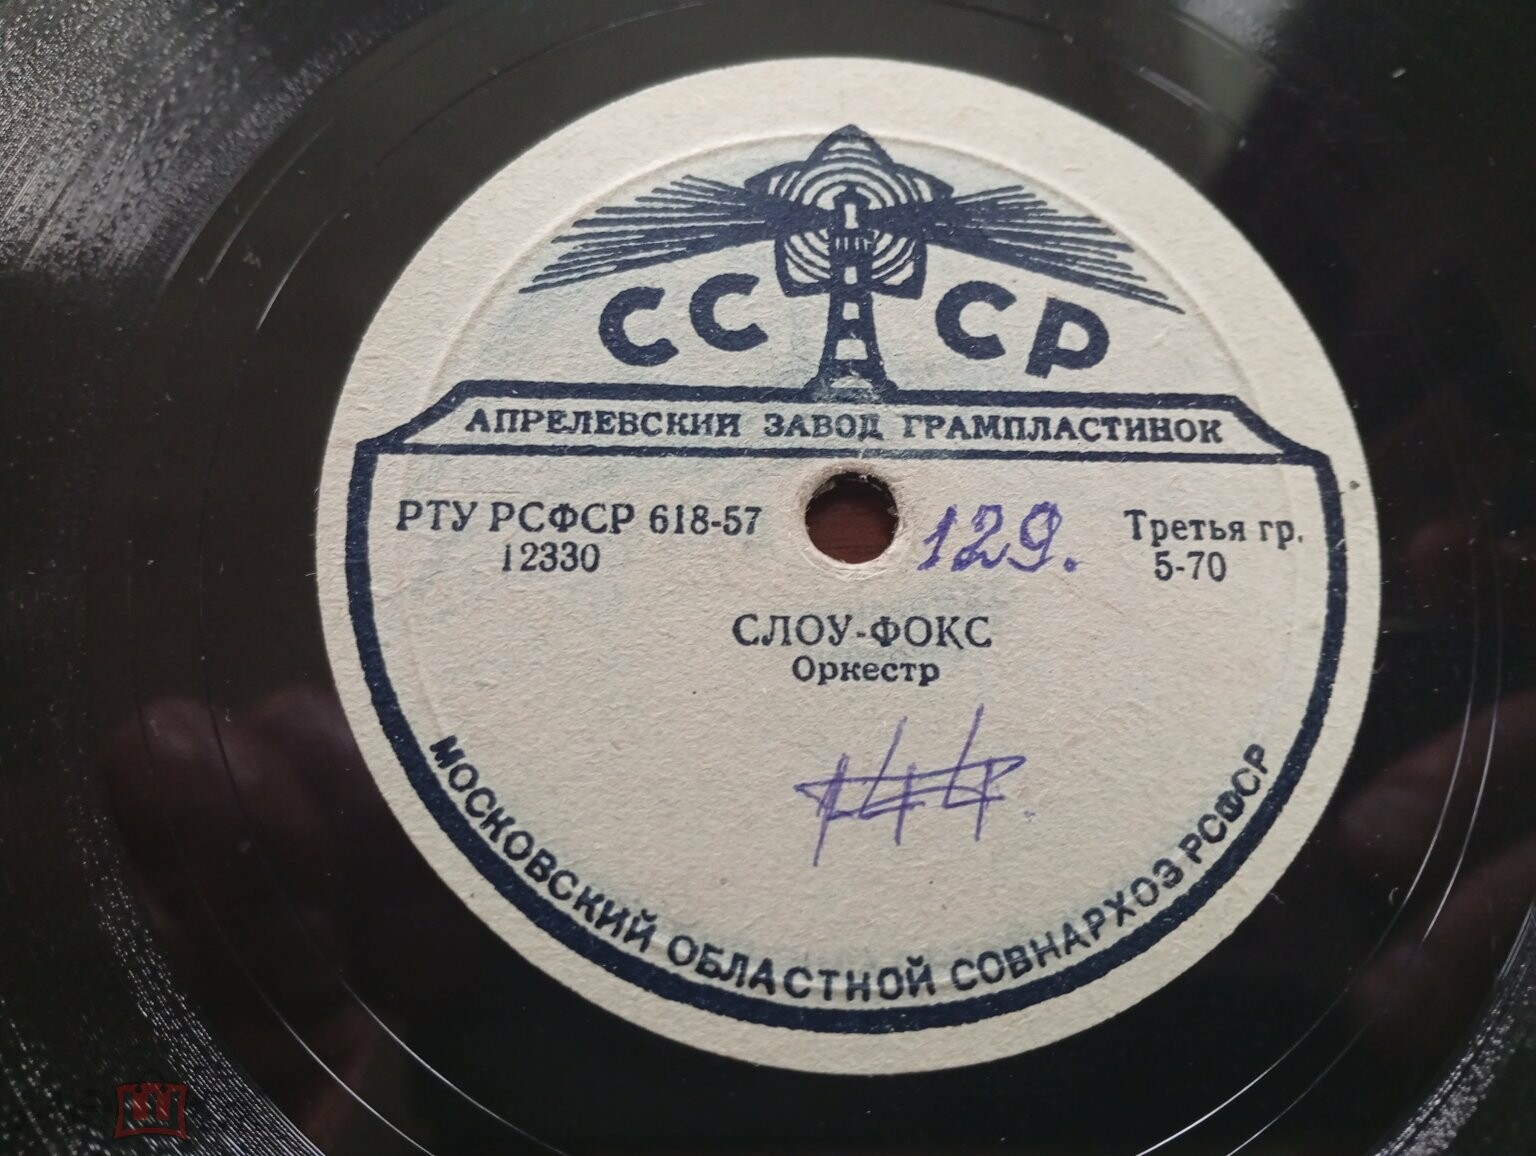 СССР
АПРЕЛЕВСКИЙ ЗАВОД ГРАМПЛАСТИНОК
РТУ РСФСР 618-57
12330
129.
Третья гр.
5-70
СЛОУ-ФОКС
Оркестр
МОСКОВСКИЙ ОБЛАСТНОЙ СОВНАРХОЗ РСФСР